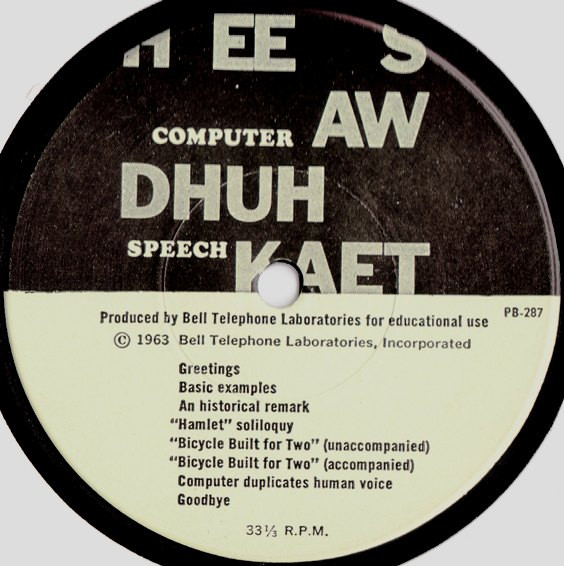 H EE S
AW
COMPUTER
DHUH
SPEECH
KAET
PB-287
Produced by Bell Telephone Laboratories for educational use
© 1963 Bell Telephone Laboratories, Incorporated
Greetings
Basic examples
An historical remark
"Hamlet" soliloquy
"Bicycle Built for Two" (unaccompanied)
"Bicycle Built for Two" (accompanied)
Computer duplicates human voice
Goodbye
33⅓ R.P.M.